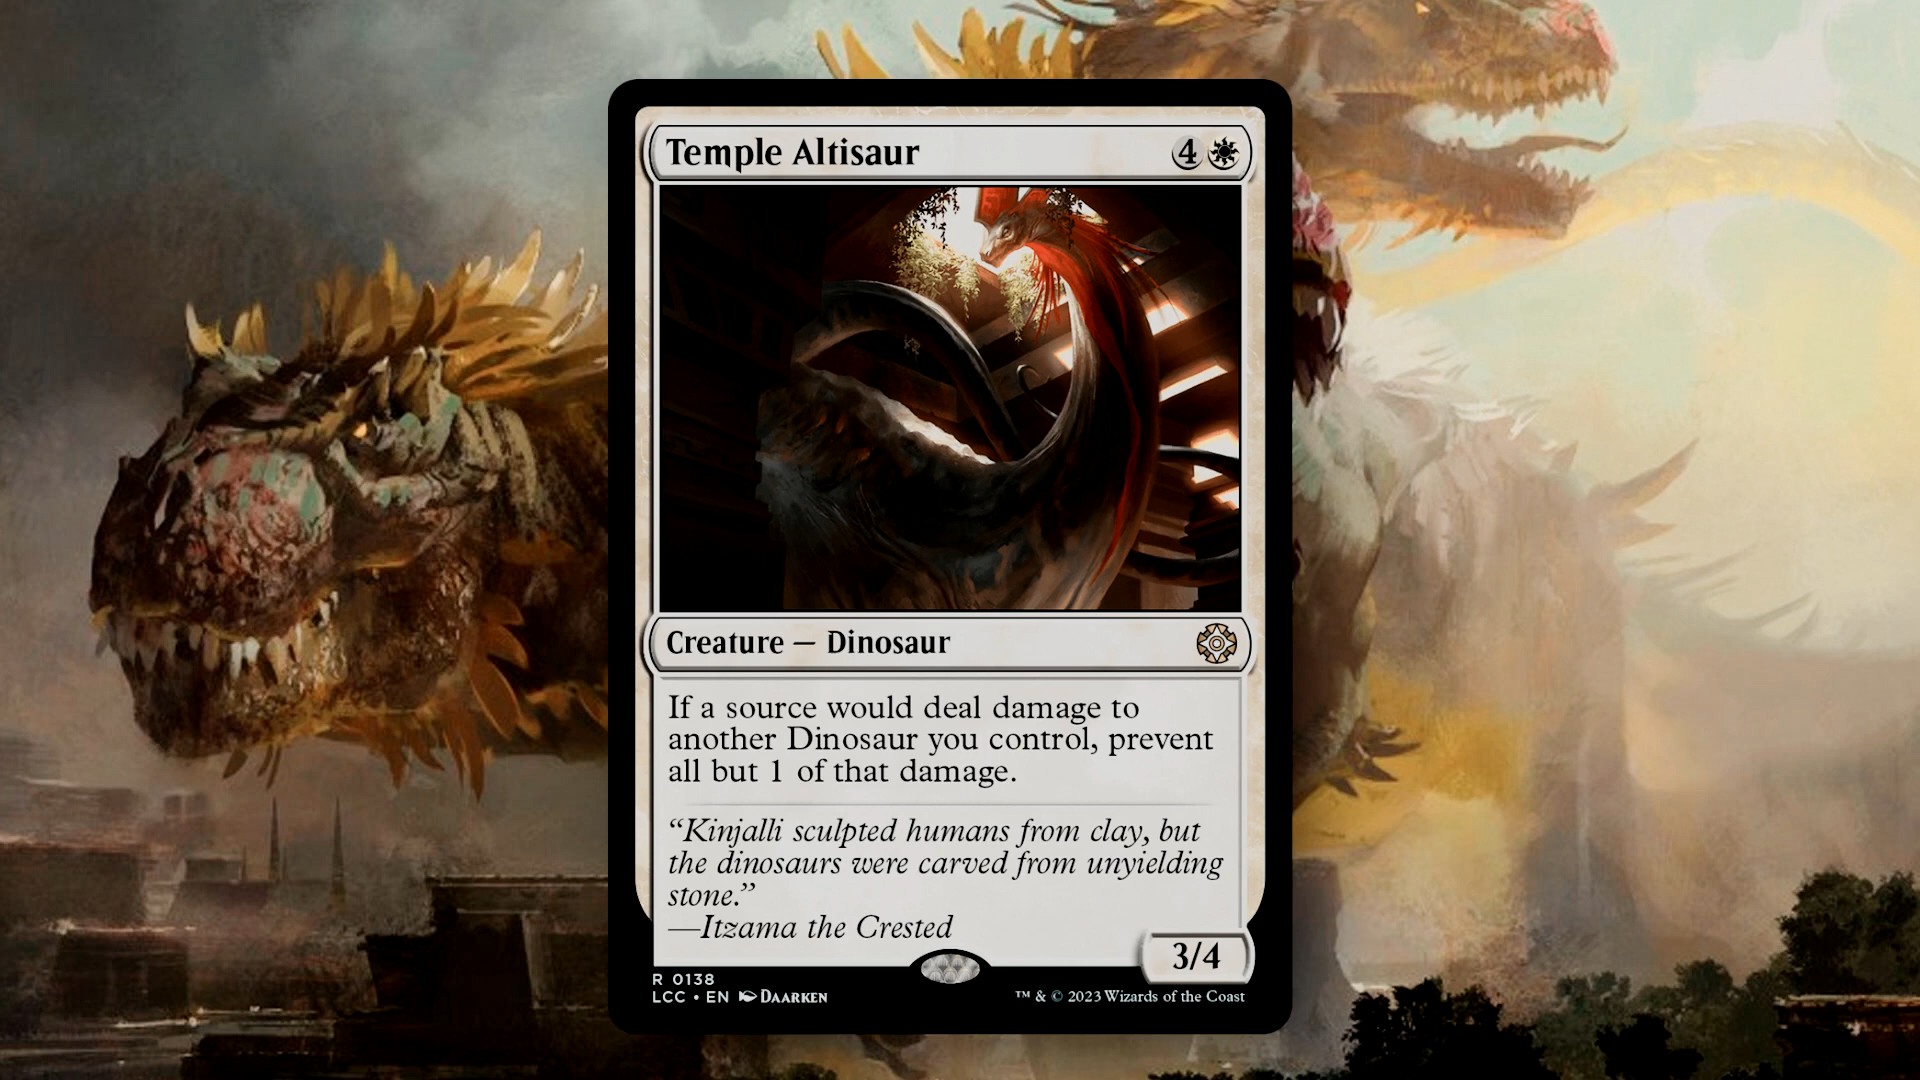 Temple Altisaur 4
Creature — Dinosaur
If a source would deal damage to
another Dinosaur you control, prevent
all but 1 of that damage.
“Kinjalli sculpted humans from clay, but
the dinosaurs were carved from unyielding
stone.”
—Itzama the Crested
3/4
R 0138
LCC • EN DAARKEN
™ & © 2023 Wizards of the Coast